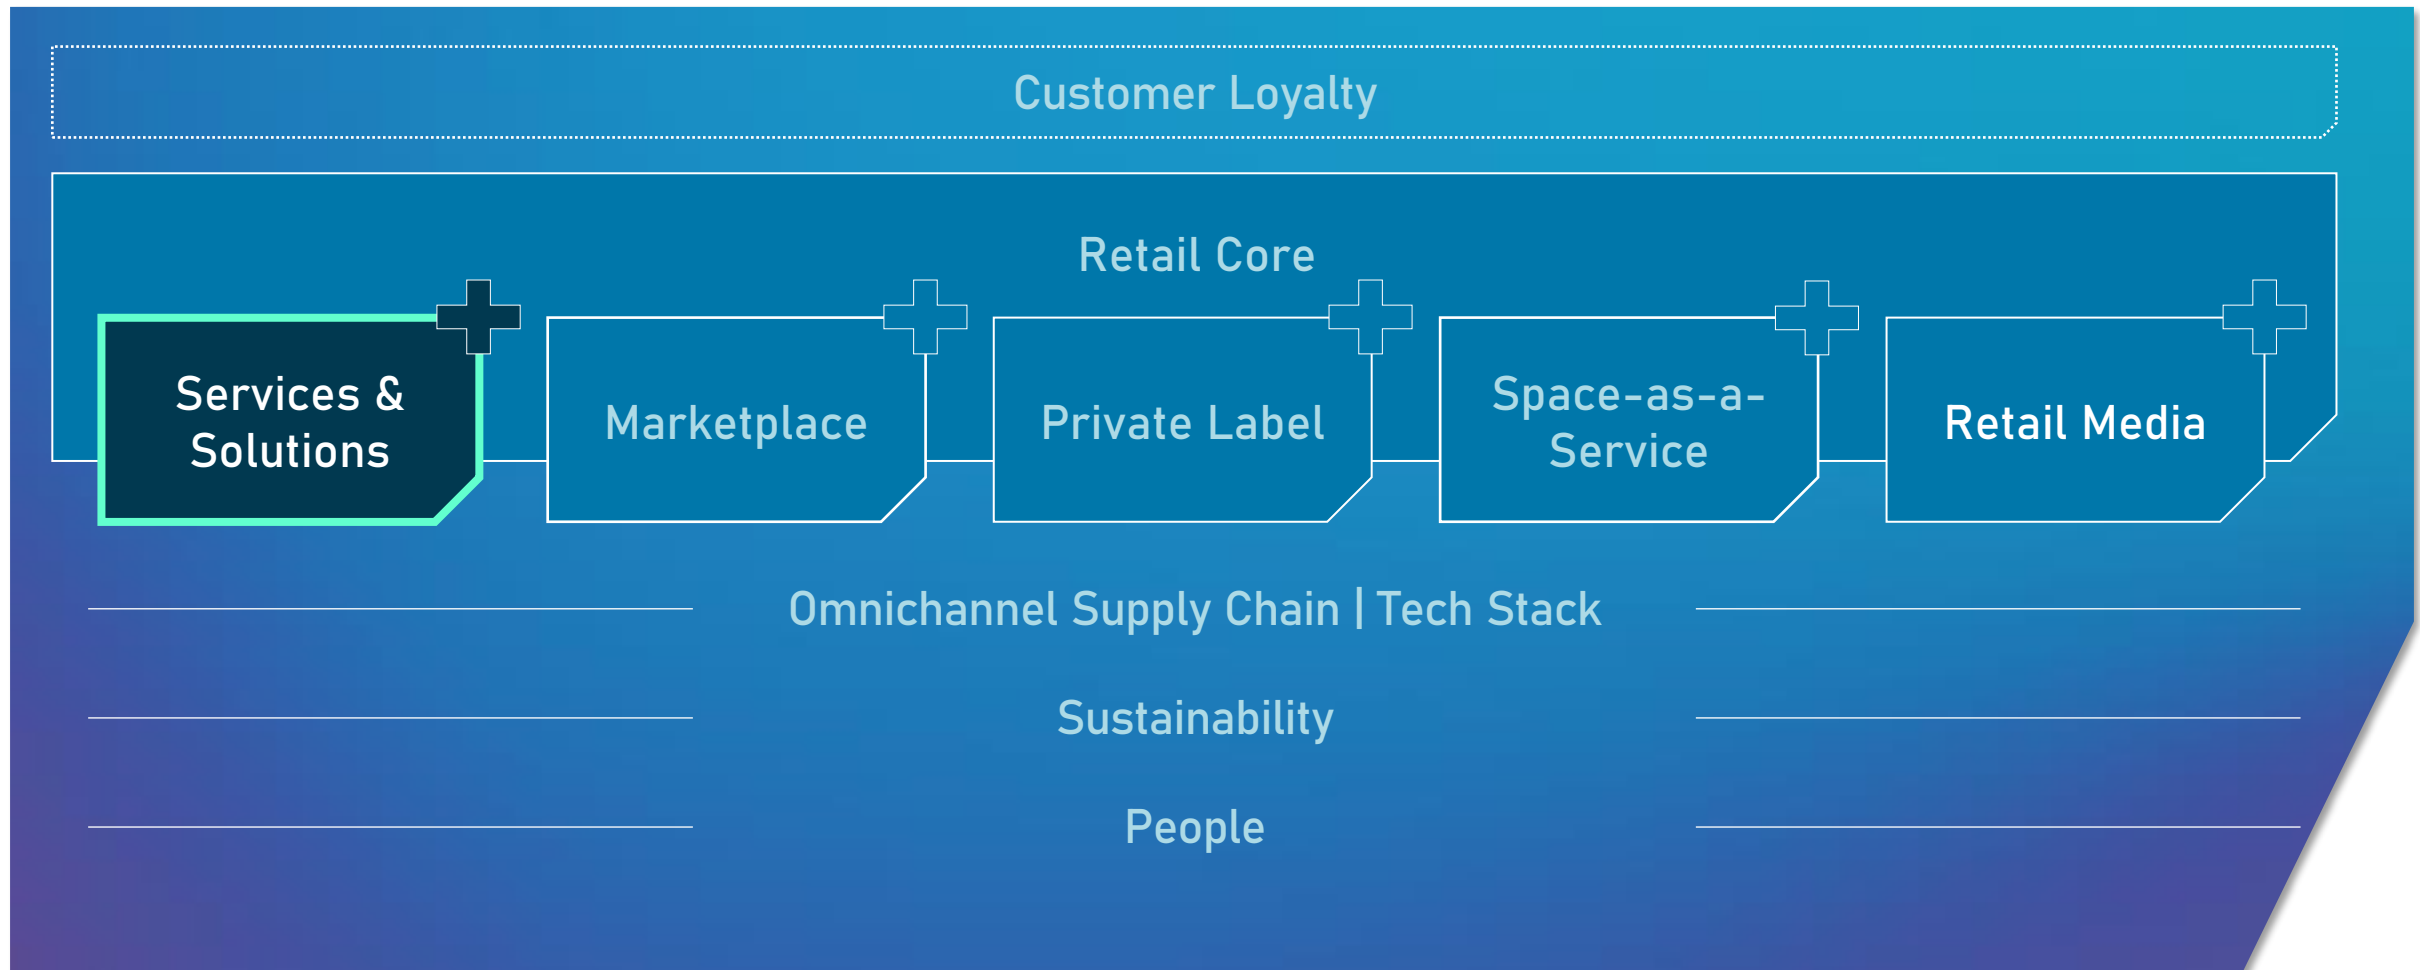 Customer Loyalty
Retail Core
Services &
Solutions
Marketplace
Private Label
Space-as-a-
Service
Retail Media
Omnichannel Supply Chain | Tech Stack
Sustainability
People